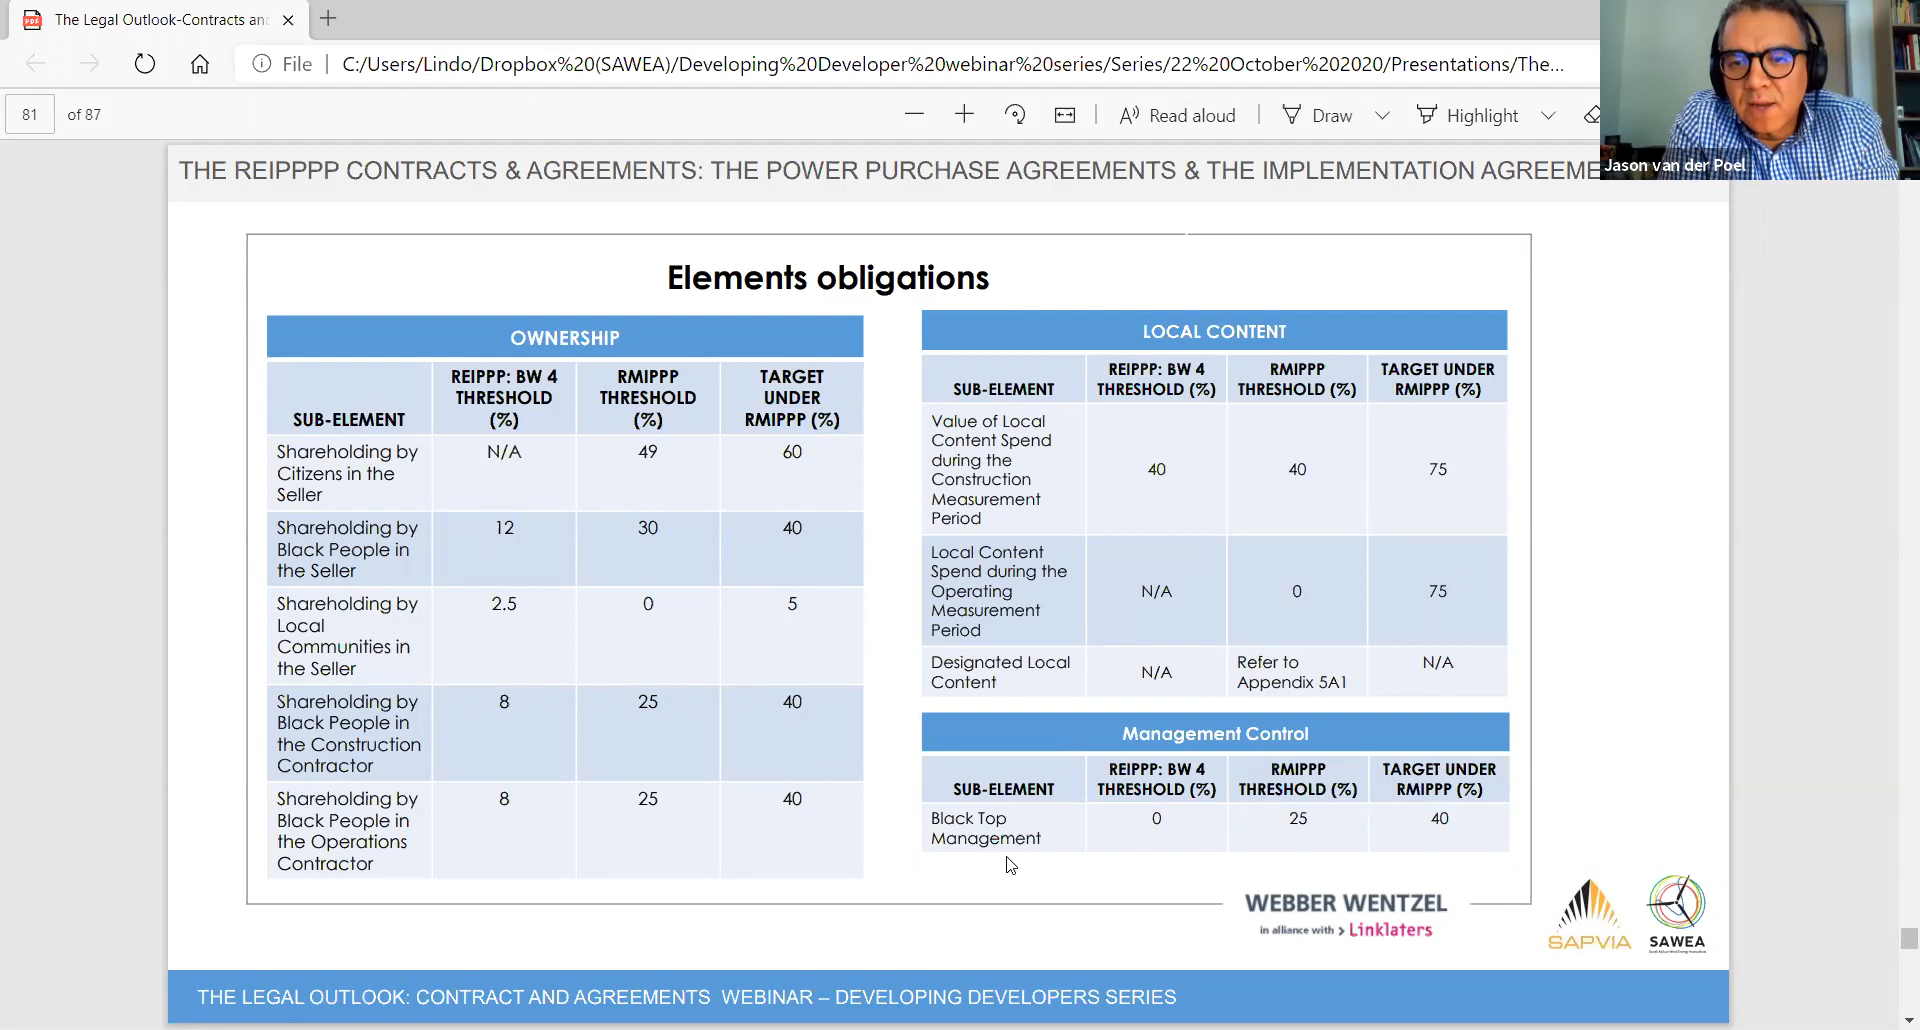 The Legal Outlook-Contracts and
File
C:/Users/Lindo/Dropbox%20(SAWEA)/Developing%20Developer%20webinar%20series/Series/22%20October%202020/Presentations/The...
81 of 87
Read aloud
Draw
Highlight
Jason van der Poel
THE REIPPPP CONTRACTS & AGREEMENTS: THE POWER PURCHASE AGREEMENTS & THE IMPLEMENTATION AGREEME
Elements obligations
OWNERSHIP
SUB-ELEMENT
REIPPP: BW 4
THRESHOLD
(%)
RMIPPP
THRESHOLD
(%)
TARGET
UNDER
RMIPPP (%)
Shareholding by
Citizens in the
Seller
N/A
49
60
Shareholding by
Black People in
the Seller
12
30
40
Shareholding by
Local
Communities in
the Seller
2.5
0
5
Shareholding by
Black People in
the Construction
Contractor
8
25
40
Shareholding by
Black People in
the Operations
Contractor
8
25
40
LOCAL CONTENT
SUB-ELEMENT
REIPPP: BW 4
THRESHOLD (%)
RMIPPP
THRESHOLD (%)
TARGET UNDER
RMIPPP (%)
Value of Local
Content Spend
during the
Construction
Measurement
Period
40
40
75
Local Content
Spend during the
Operating
Measurement
Period
N/A
0
75
Designated Local
Content
N/A
Refer to
Appendix 5A1
N/A
Management Control
SUB-ELEMENT
REIPPP: BW 4
THRESHOLD (%)
RMIPPP
THRESHOLD (%)
TARGET UNDER
RMIPPP (%)
Black Top
Management
0
25
40
WEBBER WENTZEL
in alliance with > Linklaters
SAPVIA
SAWEA
THE LEGAL OUTLOOK: CONTRACT AND AGREEMENTS WEBINAR – DEVELOPING DEVELOPERS SERIES